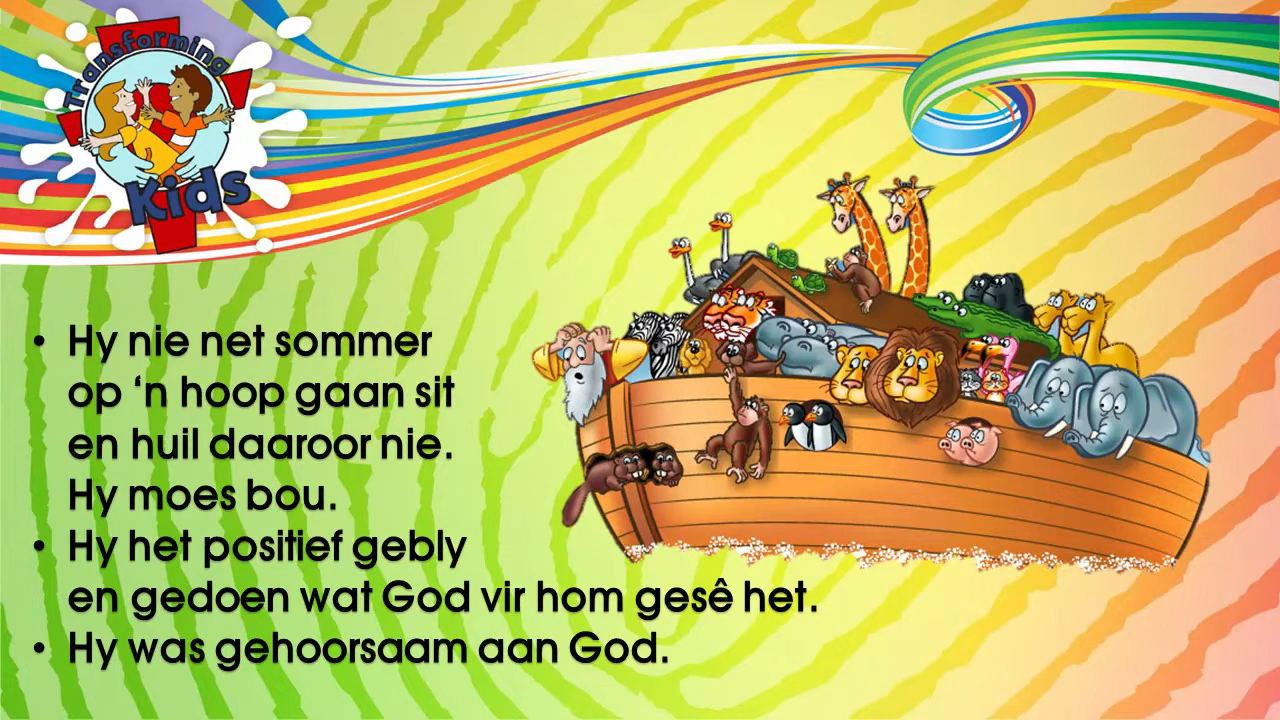 Transforming
Kids
• Hy nie net sommer
op ‘n hoop gaan sit
en huil daaroor nie.
Hy moes bou.
• Hy het positief gebly
en gedoen wat God vir hom gesê het.
• Hy was gehoorsaam aan God.